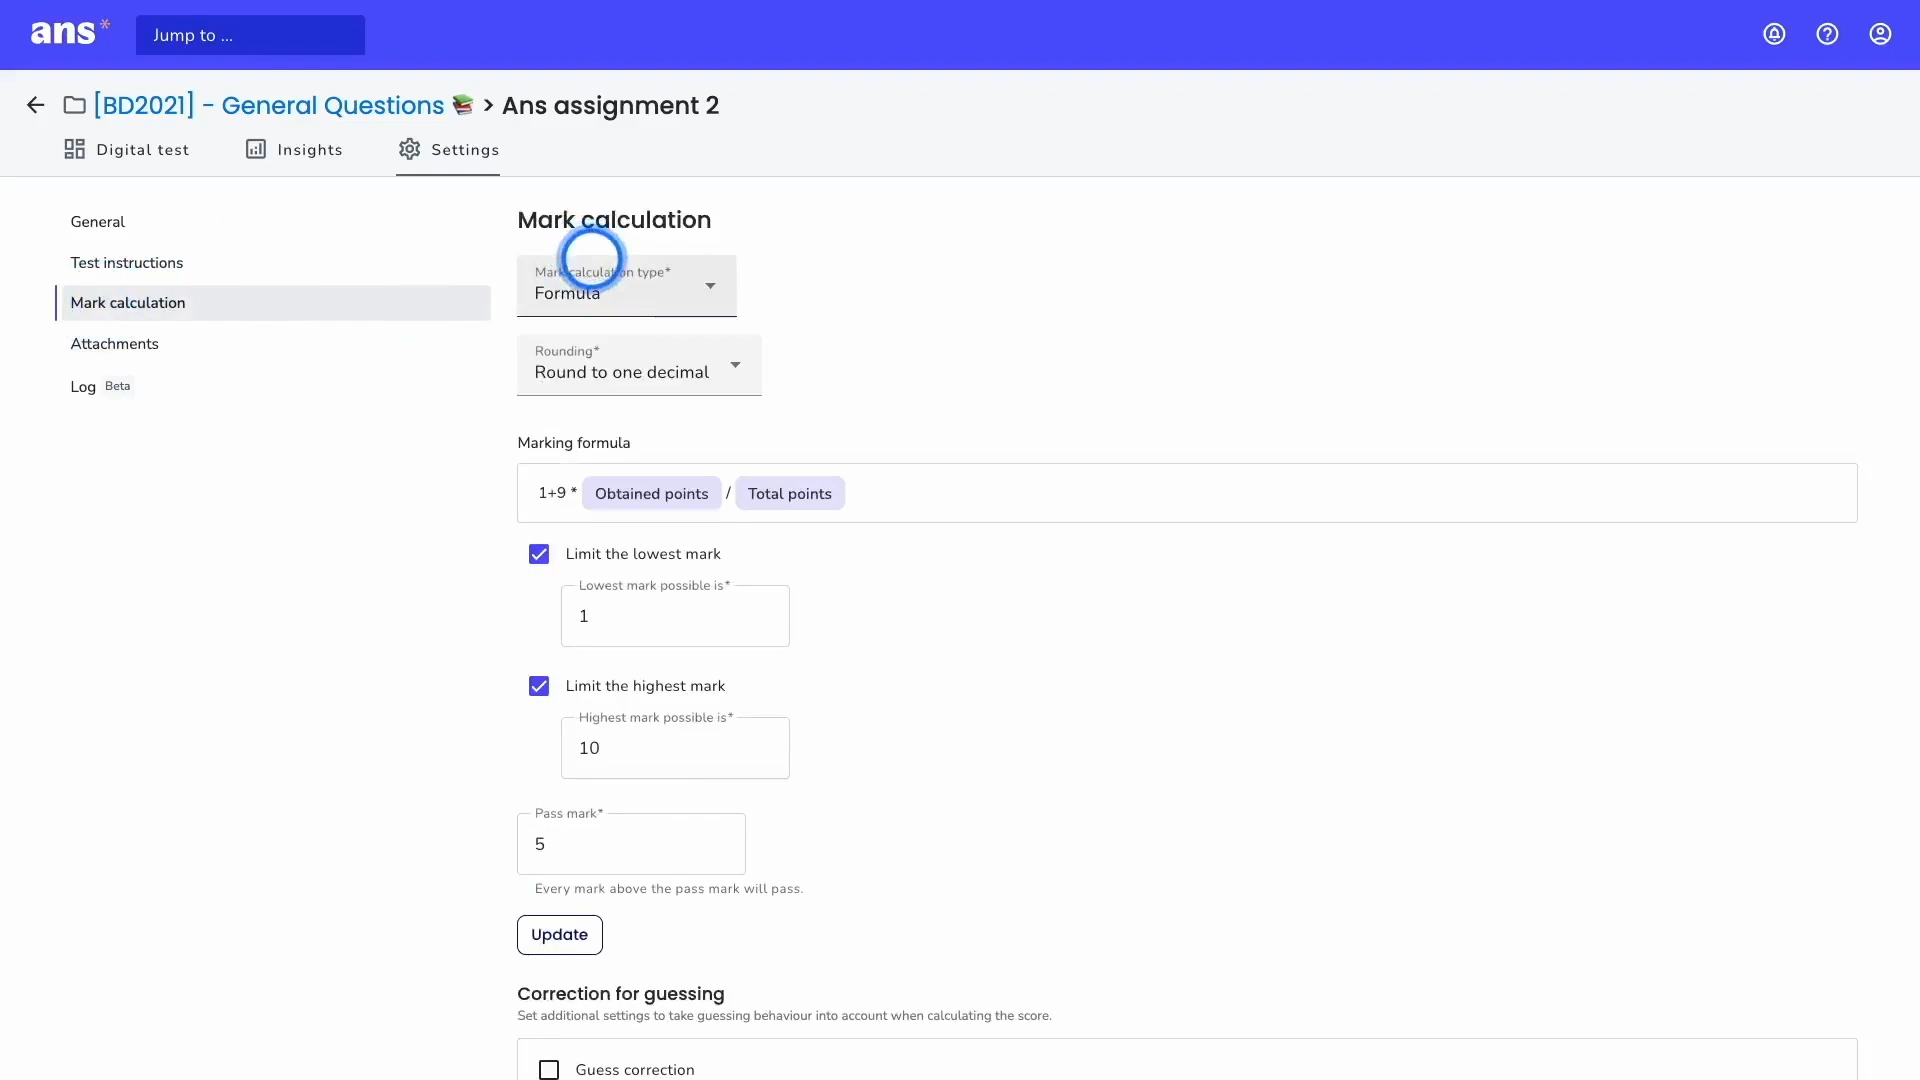 ans*
Jump to ...
[BD2021] - General Questions 📚 > Ans assignment 2
Digital test
Insights
Settings
General
Test instructions
Mark calculation
Attachments
Log Beta
Mark calculation
Mark calculation type*
Formula
Rounding*
Round to one decimal
Marking formula
1+9 * Obtained points / Total points
Limit the lowest mark
Lowest mark possible is*
1
Limit the highest mark
Highest mark possible is*
10
Pass mark*
5
Every mark above the pass mark will pass.
Update
Correction for guessing
Set additional settings to take guessing behaviour into account when calculating the score.
Guess correction